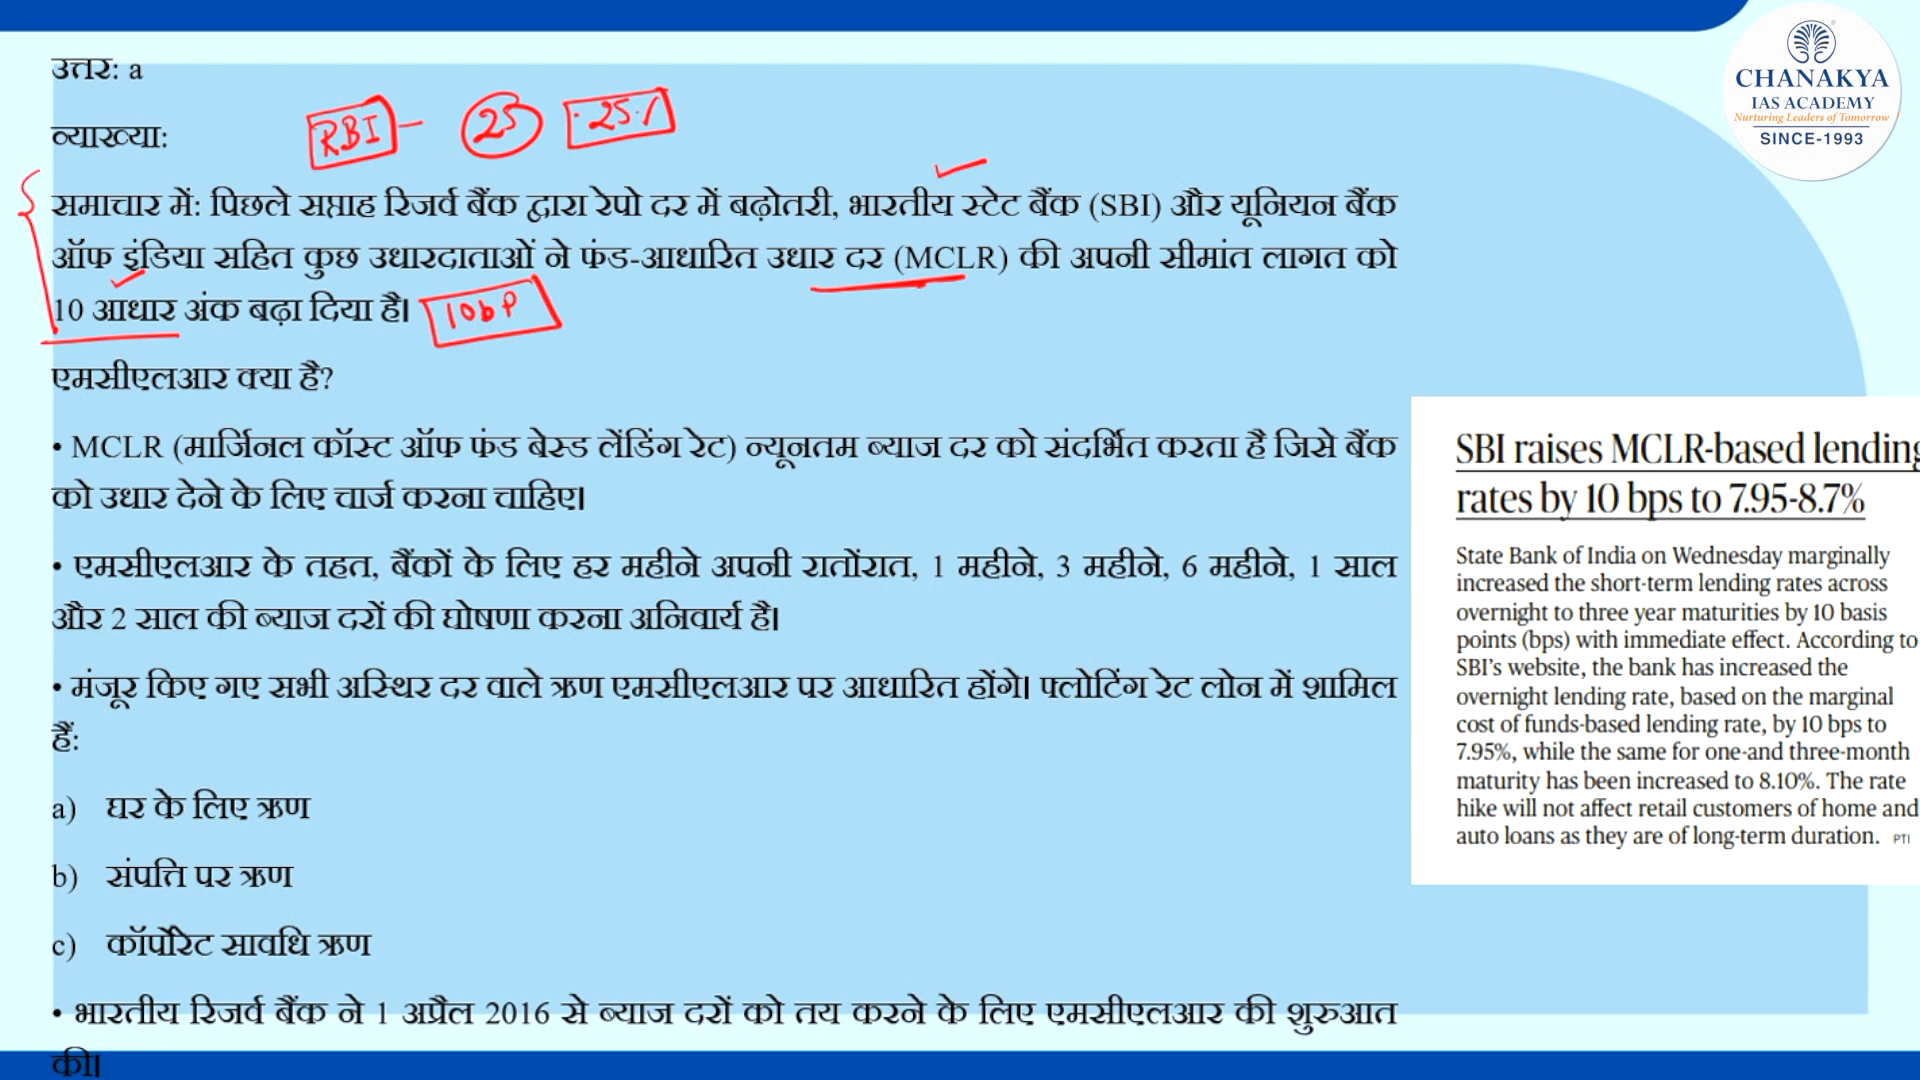 उत्तर: a
व्याख्या:
RBI - 25 .25%
समाचार में: पिछले सप्ताह रिजर्व बैंक द्वारा रेपो दर में बढ़ोतरी, भारतीय स्टेट बैंक (SBI) और यूनियन बैंक
ऑफ इंडिया सहित कुछ उधारदाताओं ने फंड-आधारित उधार दर (MCLR) की अपनी सीमांत लागत को
10 आधार अंक बढ़ा दिया है।
10bp
एमसीएलआर क्या है?
• MCLR (मार्जिनल कॉस्ट ऑफ फंड बेस्ड लेंडिंग रेट) न्यूनतम ब्याज दर को संदर्भित करता है जिसे बैंक
को उधार देने के लिए चार्ज करना चाहिए।
• एमसीएलआर के तहत, बैंकों के लिए हर महीने अपनी रातोंरात, 1 महीने, 3 महीने, 6 महीने, 1 साल
और 2 साल की ब्याज दरों की घोषणा करना अनिवार्य है।
• मंजूर किए गए सभी अस्थिर दर वाले ऋण एमसीएलआर पर आधारित होंगे। फ्लोटिंग रेट लोन में शामिल
हैं:
a) घर के लिए ऋण
b) संपत्ति पर ऋण
c) कॉर्पोरेट सावधि ऋण
• भारतीय रिजर्व बैंक ने 1 अप्रैल 2016 से ब्याज दरों को तय करने के लिए एमसीएलआर की शुरुआत
की।
CHANAKYA
IAS ACADEMY
Nurturing Leaders of Tomorrow
SINCE-1993
SBI raises MCLR-based lending
rates by 10 bps to 7.95-8.7%
State Bank of India on Wednesday marginally
increased the short-term lending rates across
overnight to three year maturities by 10 basis
points (bps) with immediate effect. According to
SBI's website, the bank has increased the
overnight lending rate, based on the marginal
cost of funds-based lending rate, by 10 bps to
7.95%, while the same for one-and three-month
maturity has been increased to 8.10%. The rate
hike will not affect retail customers of home and
auto loans as they are of long-term duration. PTI